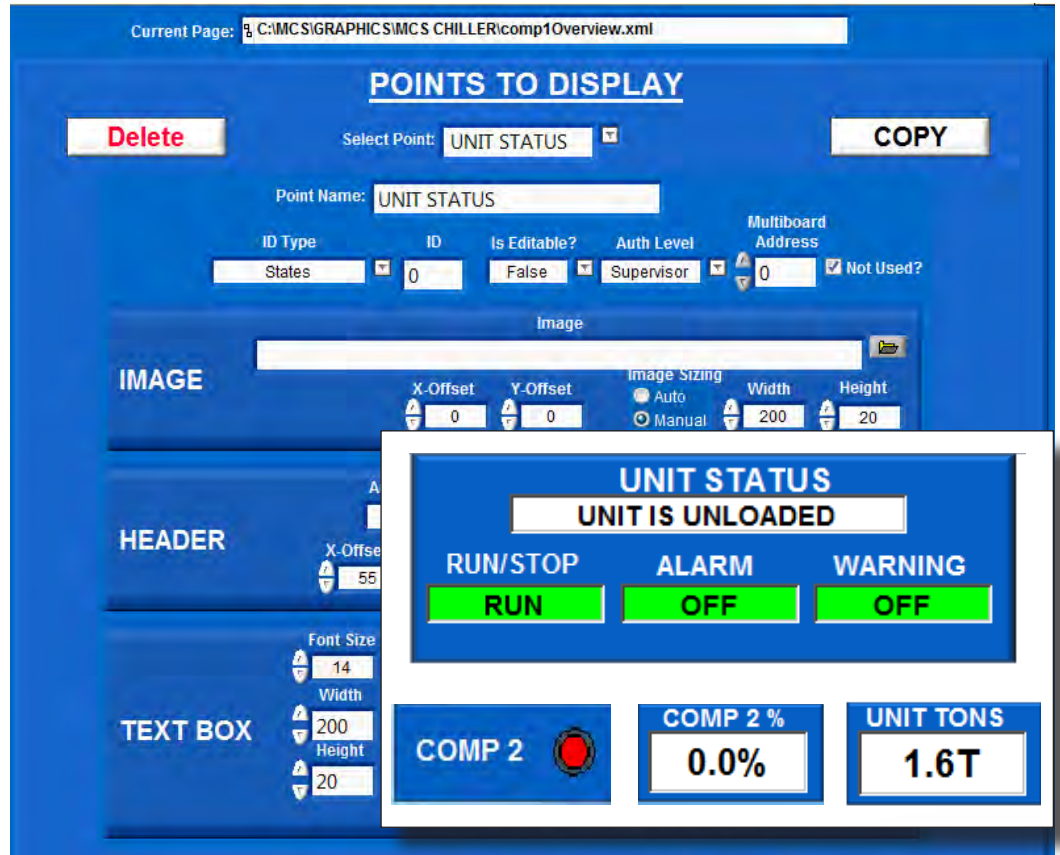 Current Page: C:\MCS\GRAPHICS\MCS CHILLER\comp1Overview.xml
POINTS TO DISPLAY
Delete
Select Point: UNIT STATUS
COPY
Point Name: UNIT STATUS
ID Type ID Is Editable? Auth Level Multiboard Address
States 0 False Supervisor 0 Not Used?
Image
IMAGE
X-Offset Y-Offset Image Sizing Width Height
Auto
0 0 Manual 200 20
HEADER
X-Offse
55
TEXT BOX
Font Size
14
Width
200
Height
20
UNIT STATUS
UNIT IS UNLOADED
RUN/STOP ALARM WARNING
RUN OFF OFF
COMP 2
COMP 2 %
0.0%
UNIT TONS
1.6T